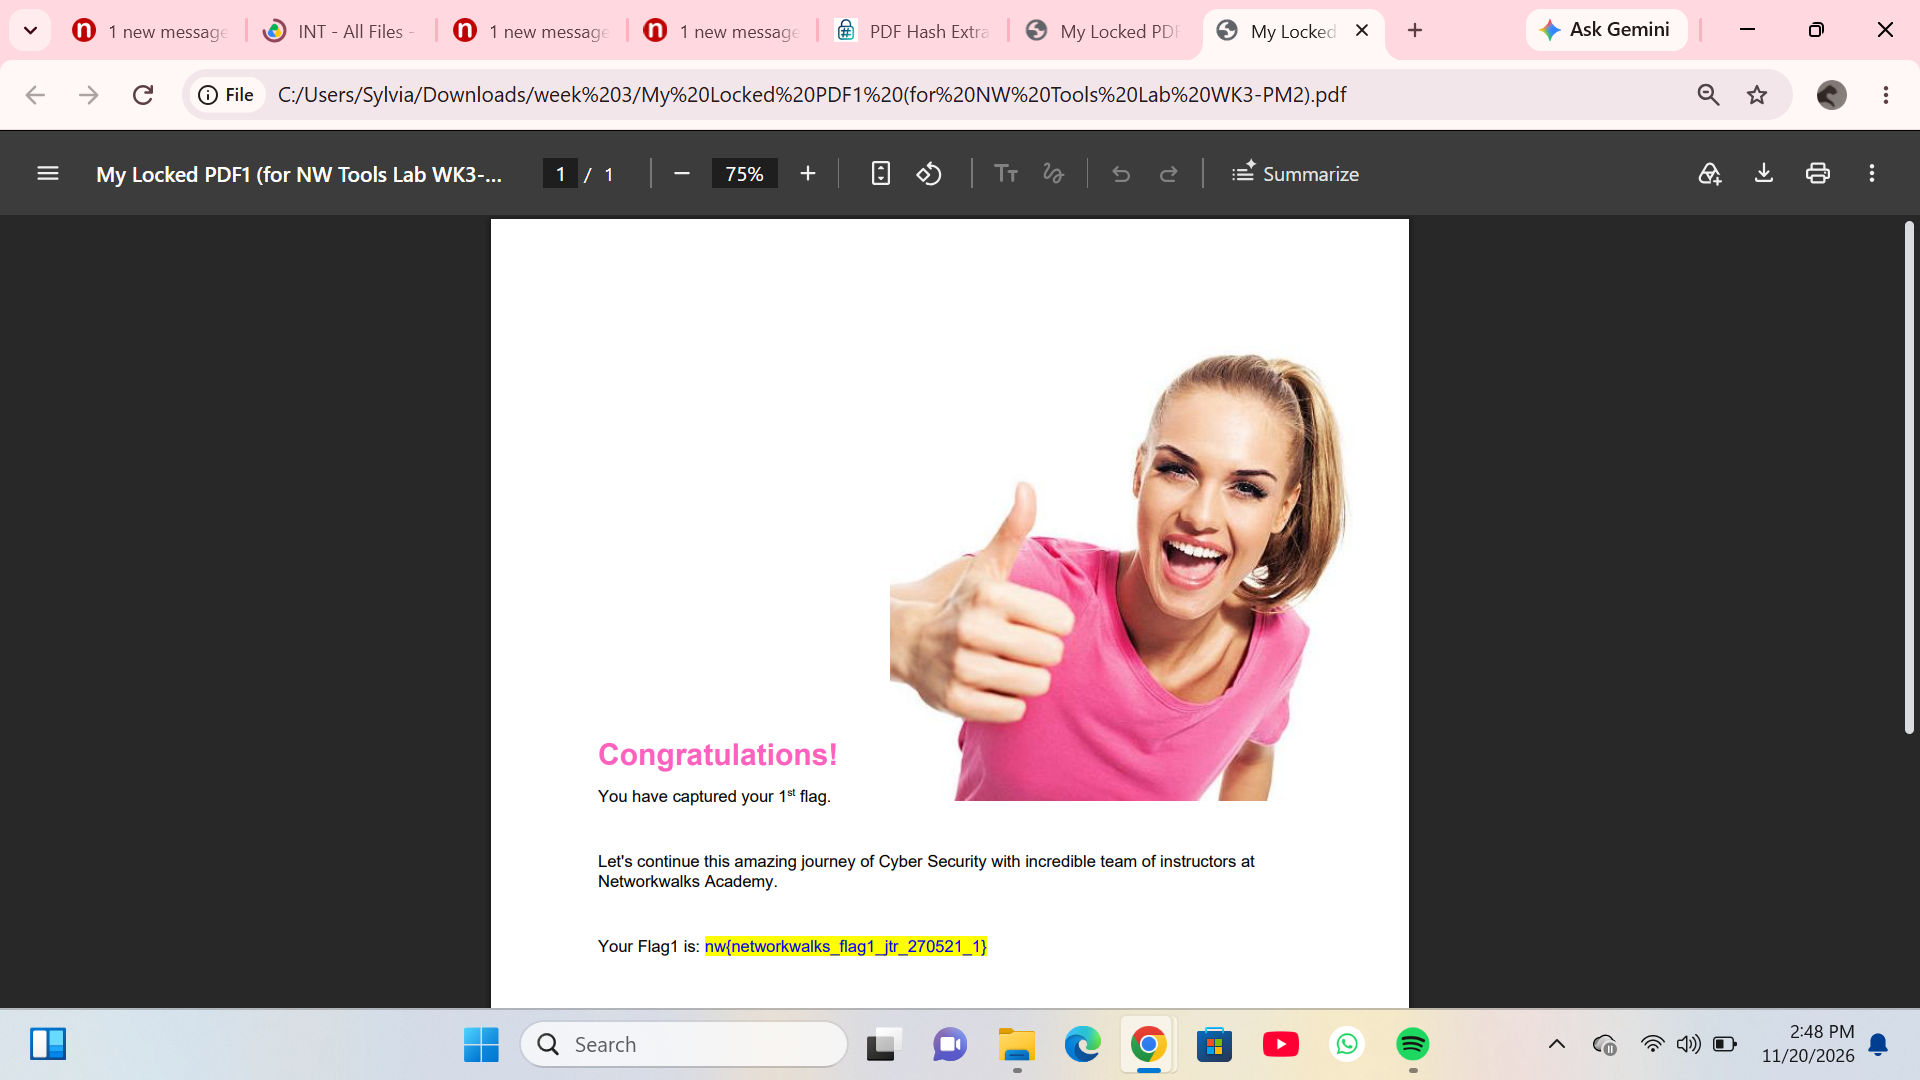 1 new message
INT - All Files -
1 new message
1 new message
PDF Hash Extra
My Locked PDF
My Locked
Ask Gemini
File
C:/Users/Sylvia/Downloads/week%203/My%20Locked%20PDF1%20(for%20NW%20Tools%20Lab%20WK3-PM2).pdf
My Locked PDF1 (for NW Tools Lab WK3-...
1 / 1
75%
Summarize
Congratulations!
You have captured your 1st flag.
Let's continue this amazing journey of Cyber Security with incredible team of instructors at
Networkwalks Academy.
Your Flag1 is: nw{networkwalks_flag1_jtr_270521_1}
Search
2:48 PM
11/20/2026